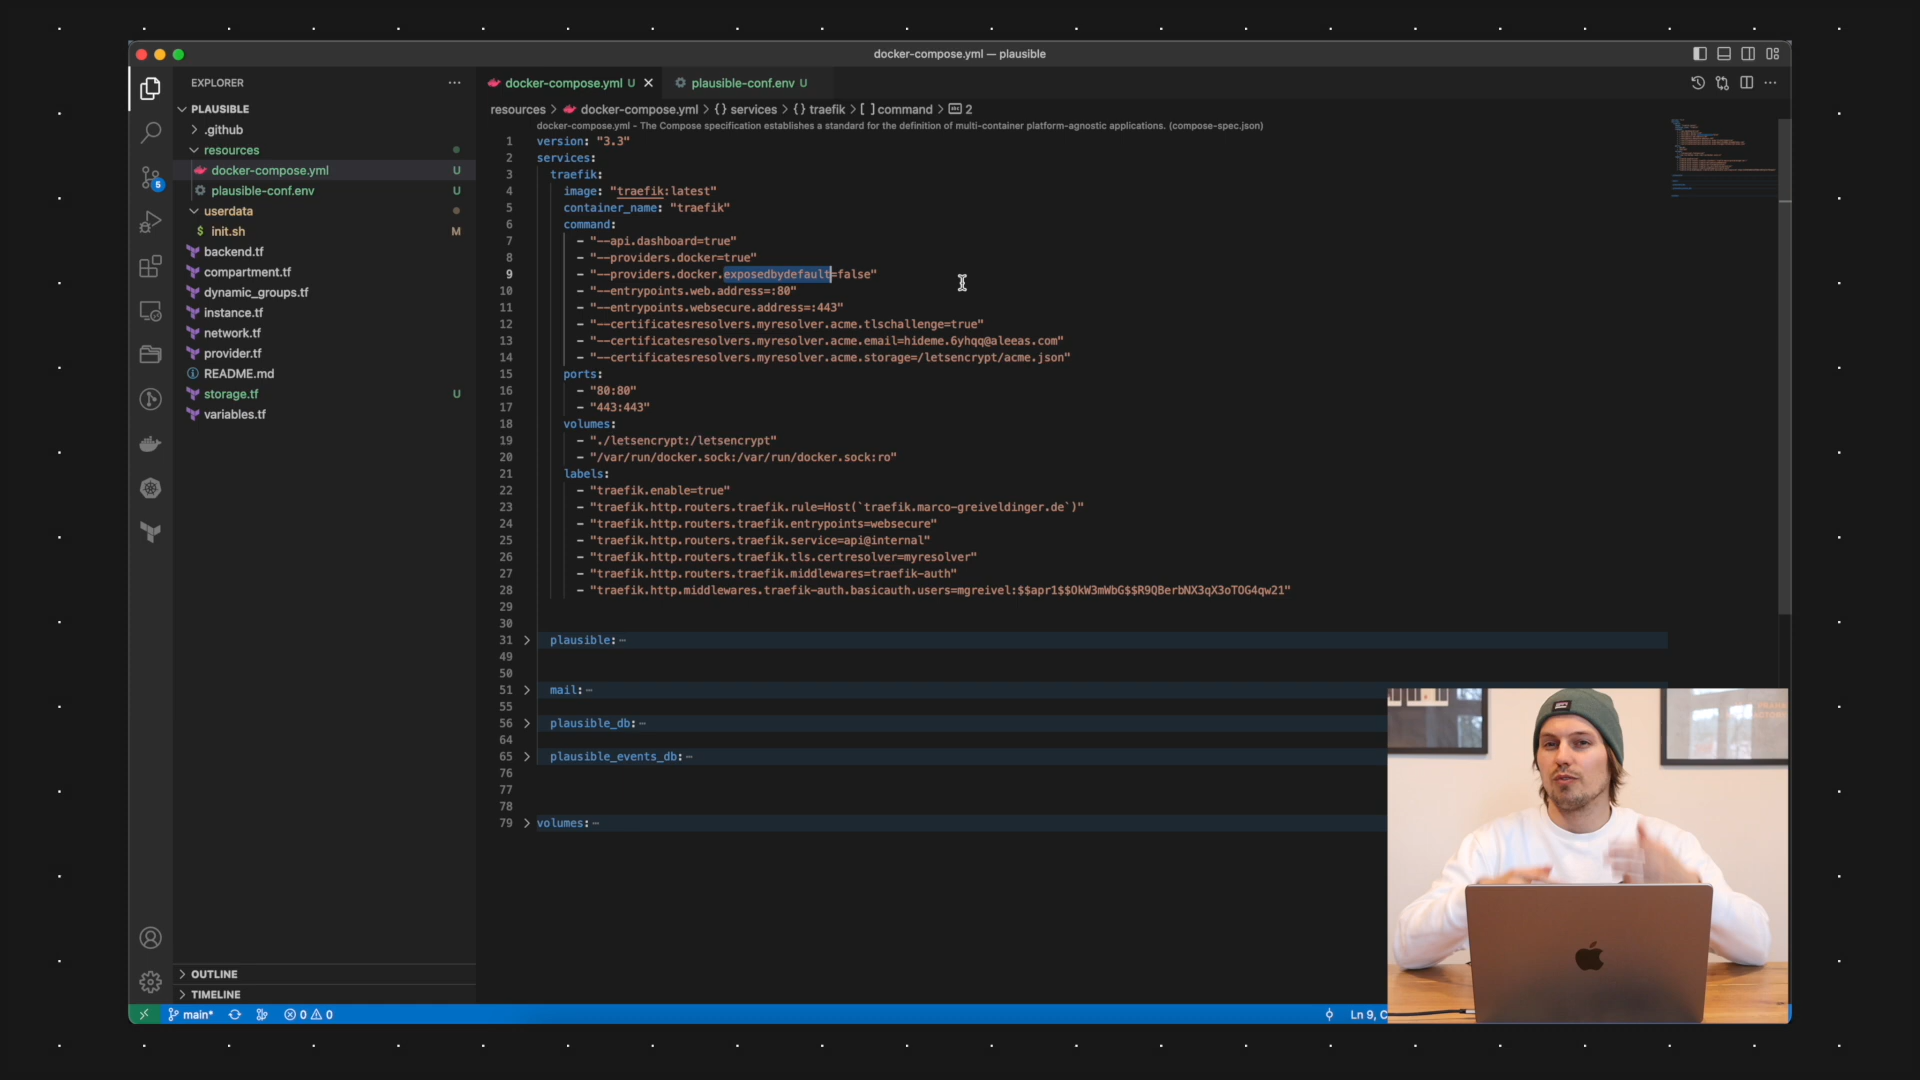 docker-compose.yml — plausible
EXPLORER
docker-compose.yml U
plausible-conf.env U
PLAUSIBLE
.github
resources
docker-compose.yml U
plausible-conf.env U
userdata
$ init.sh M
backend.tf
compartment.tf
dynamic_groups.tf
instance.tf
network.tf
provider.tf
README.md
storage.tf U
variables.tf
OUTLINE
TIMELINE
5
resources > docker-compose.yml > {} services > {} traefik > [ ] command > abc 2
docker-compose.yml - The Compose specification establishes a standard for the definition of multi-container platform-agnostic applications. (compose-spec.json)
1 version: "3.3"
2 services:
3 traefik:
4 image: "traefik:latest"
5 container_name: "traefik"
6 command:
7 - "--api.dashboard=true"
8 - "--providers.docker=true"
9 - "--providers.docker.exposedbydefault=false"
10 - "--entrypoints.web.address=:80"
11 - "--entrypoints.websecure.address=:443"
12 - "--certificatesresolvers.myresolver.acme.tlschallenge=true"
13 - "--certificatesresolvers.myresolver.acme.email=hideme.6yhqq@aleeas.com"
14 - "--certificatesresolvers.myresolver.acme.storage=/letsencrypt/acme.json"
15 ports:
16 - "80:80"
17 - "443:443"
18 volumes:
19 - "./letsencrypt:/letsencrypt"
20 - "/var/run/docker.sock:/var/run/docker.sock:ro"
21 labels:
22 - "traefik.enable=true"
23 - "traefik.http.routers.traefik.rule=Host(`traefik.marco-greiveldinger.de`)"
24 - "traefik.http.routers.traefik.entrypoints=websecure"
25 - "traefik.http.routers.traefik.service=api@internal"
26 - "traefik.http.routers.traefik.tls.certresolver=myresolver"
27 - "traefik.http.routers.traefik.middlewares=traefik-auth"
28 - "traefik.http.middlewares.traefik-auth.basicauth.users=mgreivel:$$apr1$$OkW3mWbG$$R9QBerbNX3qX3oTOG4qw21"
29
30
31 > plausible: ⋯
49
50
51 > mail: ⋯
55
56 > plausible_db: ⋯
64
65 > plausible_events_db: ⋯
76
77
78
79 > volumes: ⋯
main* 0 0
Ln 9, C